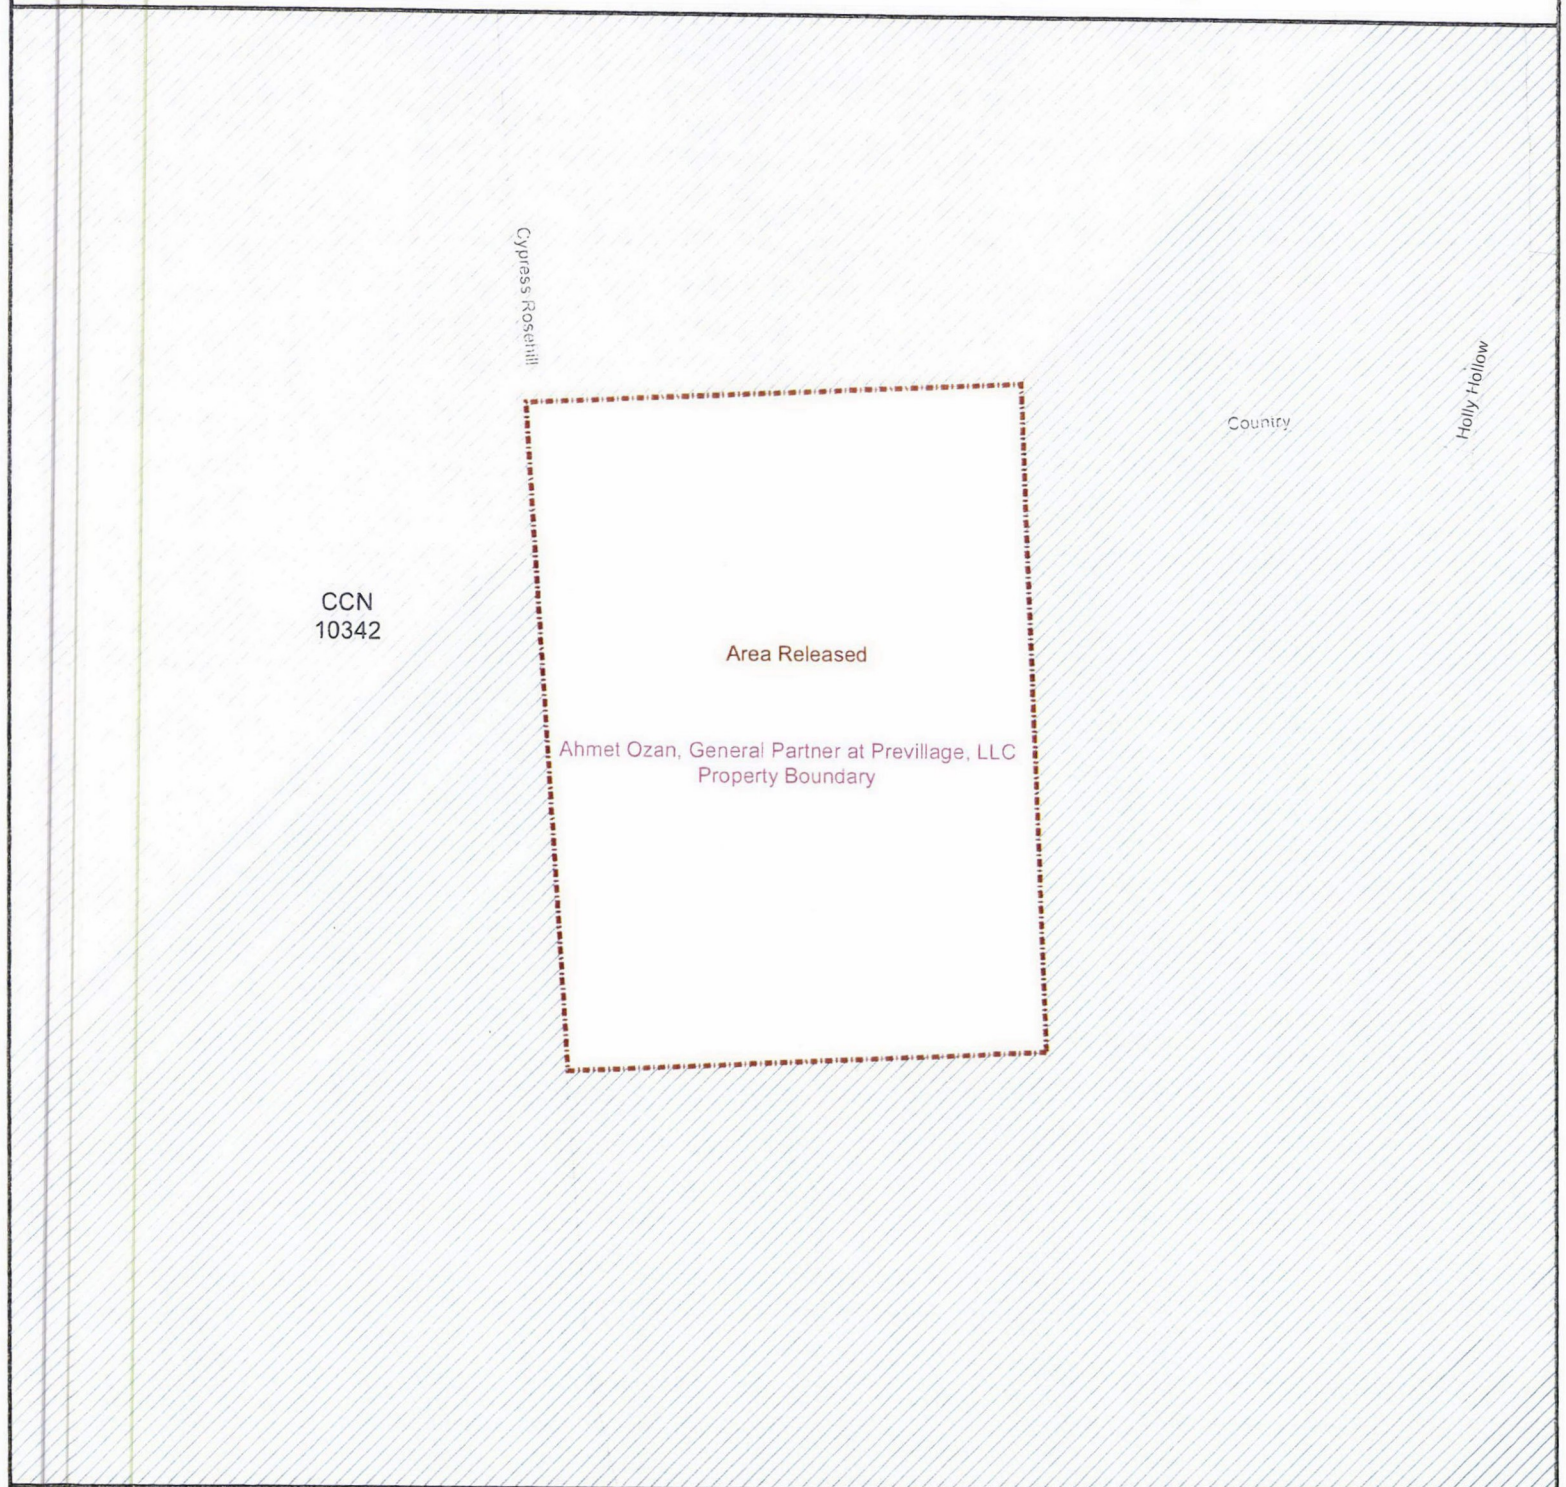 Cypress Rosehill
Holly Hollow
Country
CCN
10342
Area Released
Ahmet Ozan, General Partner at Previllage, LLC
Property Boundary